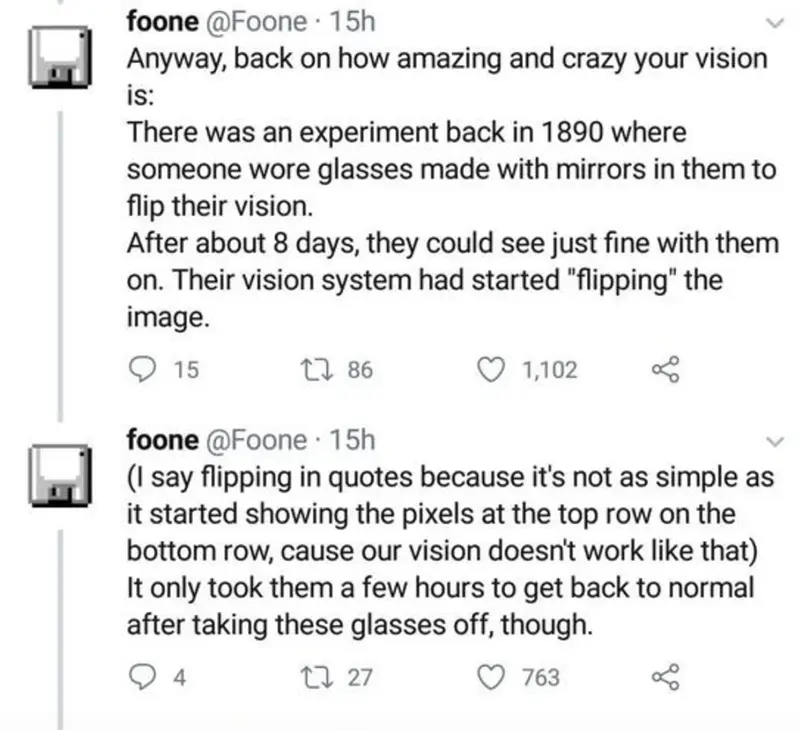 foone @Foone · 15h
Anyway, back on how amazing and crazy your vision
is:
There was an experiment back in 1890 where
someone wore glasses made with mirrors in them to
flip their vision.
After about 8 days, they could see just fine with them
on. Their vision system had started "flipping" the
image.
15 86 1,102
foone @Foone · 15h
(I say flipping in quotes because it's not as simple as
it started showing the pixels at the top row on the
bottom row, cause our vision doesn't work like that)
It only took them a few hours to get back to normal
after taking these glasses off, though.
4 27 763